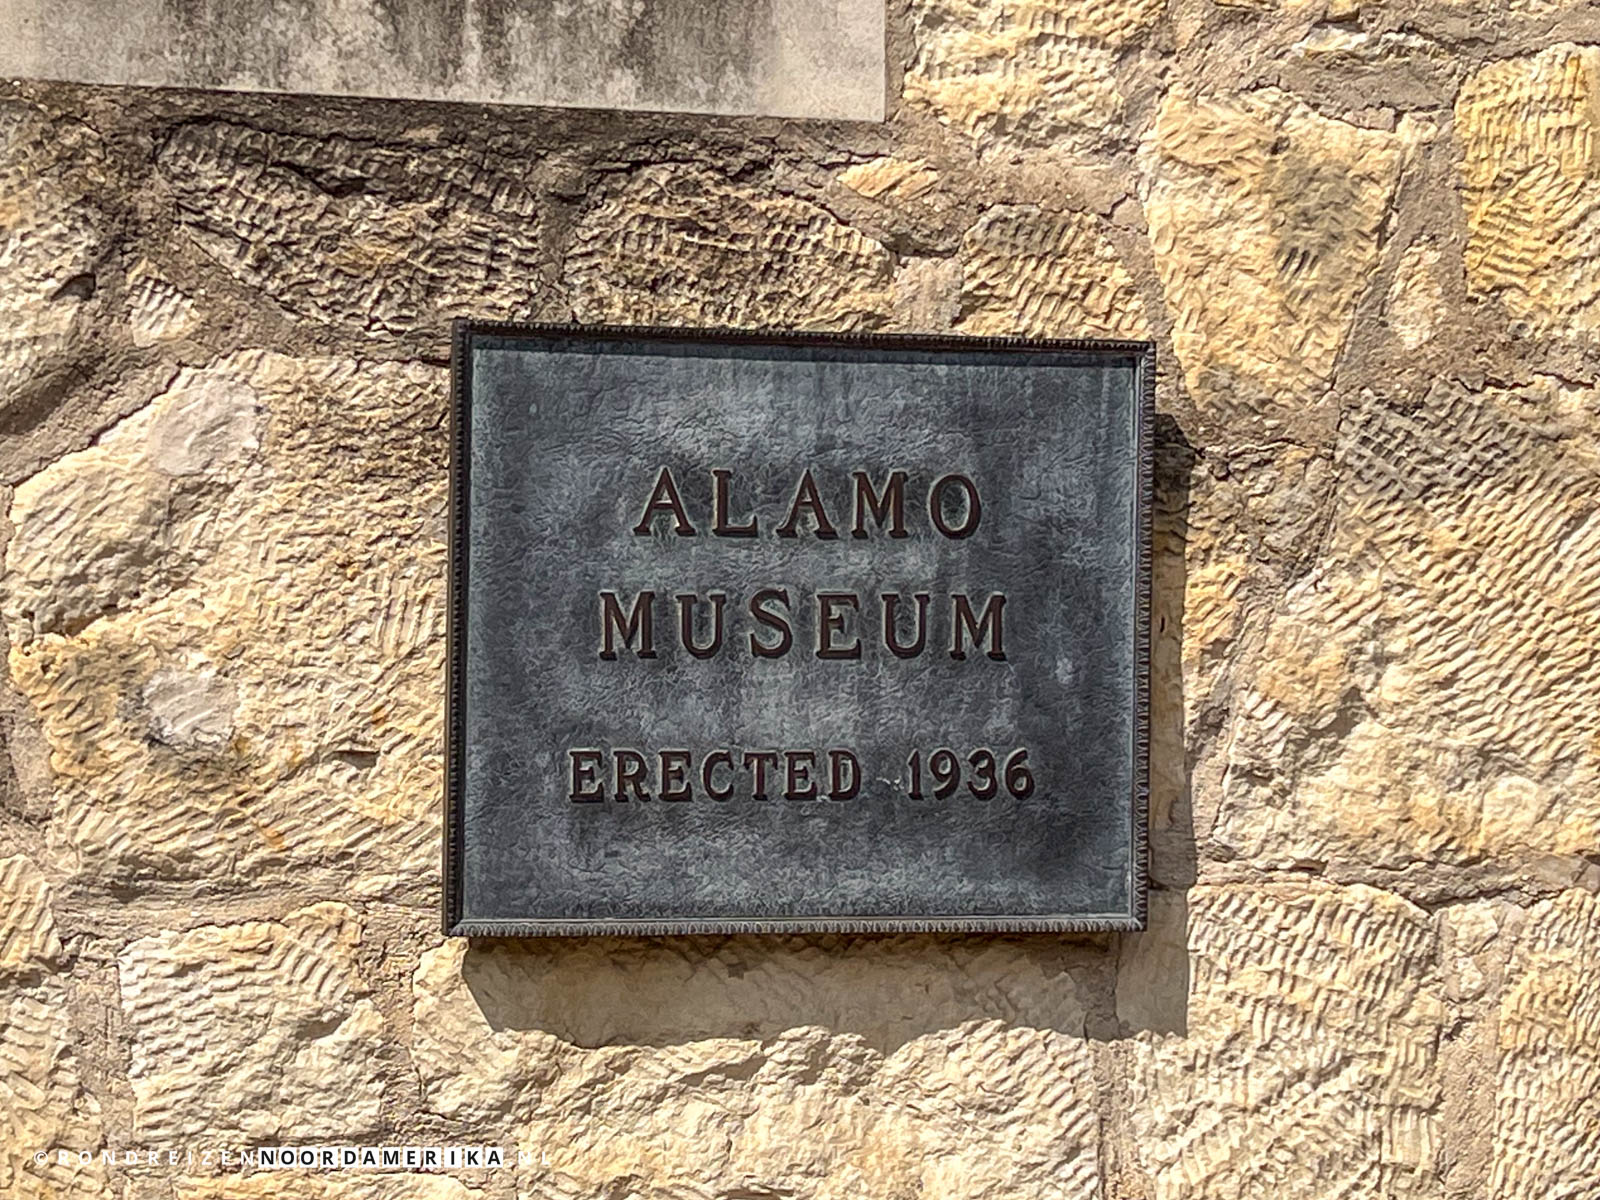 ALAMO
MUSEUM
ERECTED 1936
©RONDREIZENNOORDAMERIKA.NL